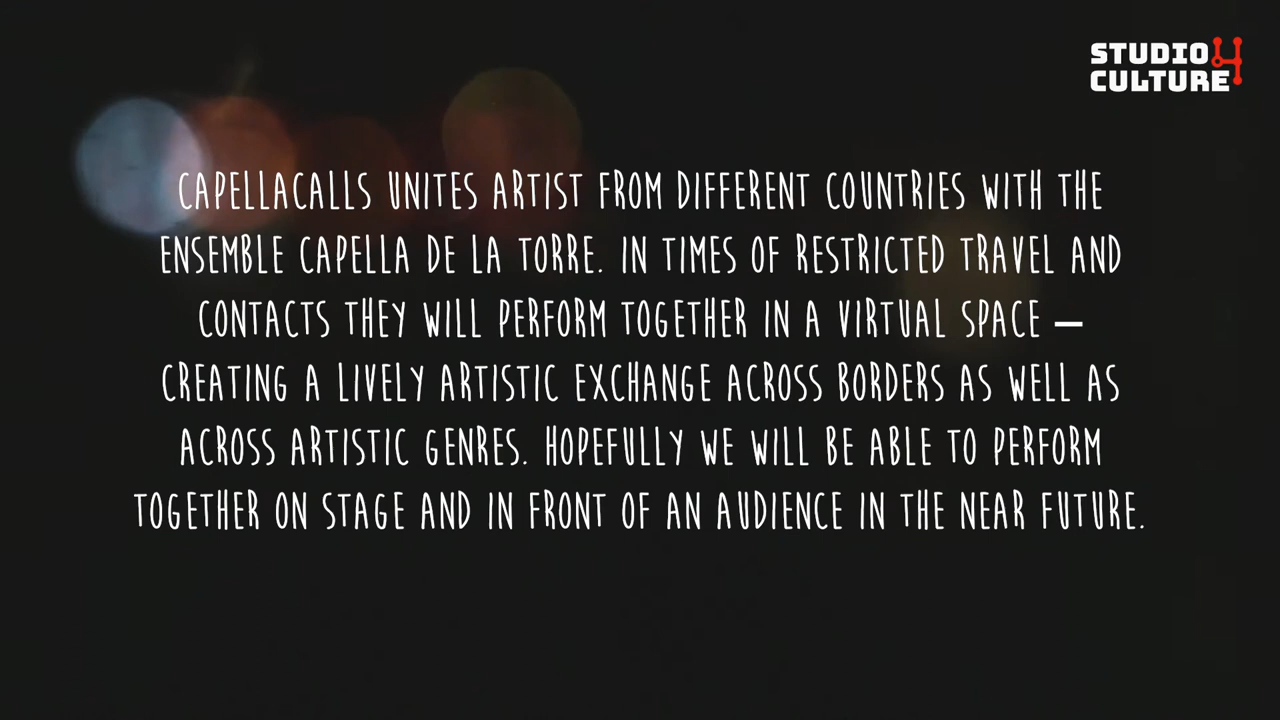 STUDIO4
CULTURE
CAPELLACALLS UNITES ARTIST FROM DIFFERENT COUNTRIES WITH THE
ENSEMBLE CAPELLA DE LA TORRE. IN TIMES OF RESTRICTED TRAVEL AND
CONTACTS THEY WILL PERFORM TOGETHER IN A VIRTUAL SPACE –
CREATING A LIVELY ARTISTIC EXCHANGE ACROSS BORDERS AS WELL AS
ACROSS ARTISTIC GENRES. HOPEFULLY WE WILL BE ABLE TO PERFORM
TOGETHER ON STAGE AND IN FRONT OF AN AUDIENCE IN THE NEAR FUTURE.